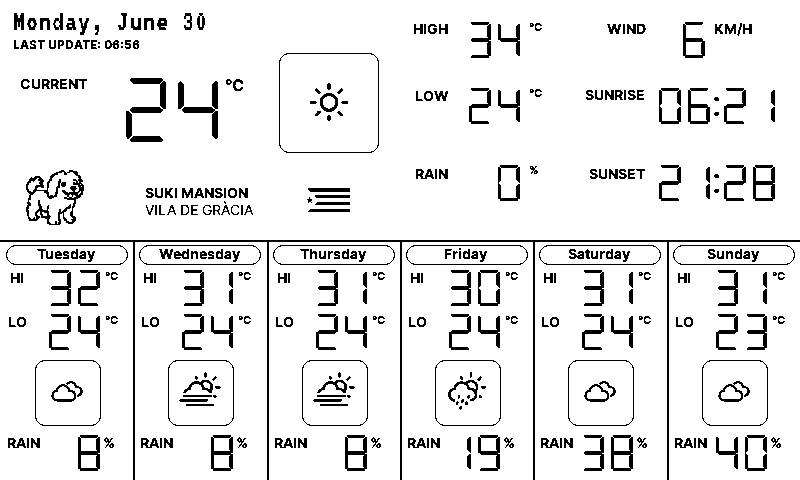 Monday, June 30
LAST UPDATE: 06:56
CURRENT 24 °C
HIGH 34 °C
WIND 6 KM/H
LOW 24 °C
SUNRISE 06:21
RAIN 0 %
SUNSET 21:28
SUKI MANSION
VILA DE GRÀCIA
Tuesday
HI 32 °C
LO 24 °C
RAIN 8 %
Wednesday
HI 31 °C
LO 24 °C
RAIN 8 %
Thursday
HI 31 °C
LO 24 °C
RAIN 8 %
Friday
HI 30 °C
LO 24 °C
RAIN 19 %
Saturday
HI 31 °C
LO 24 °C
RAIN 38 %
Sunday
HI 31 °C
LO 23 °C
RAIN 40 %